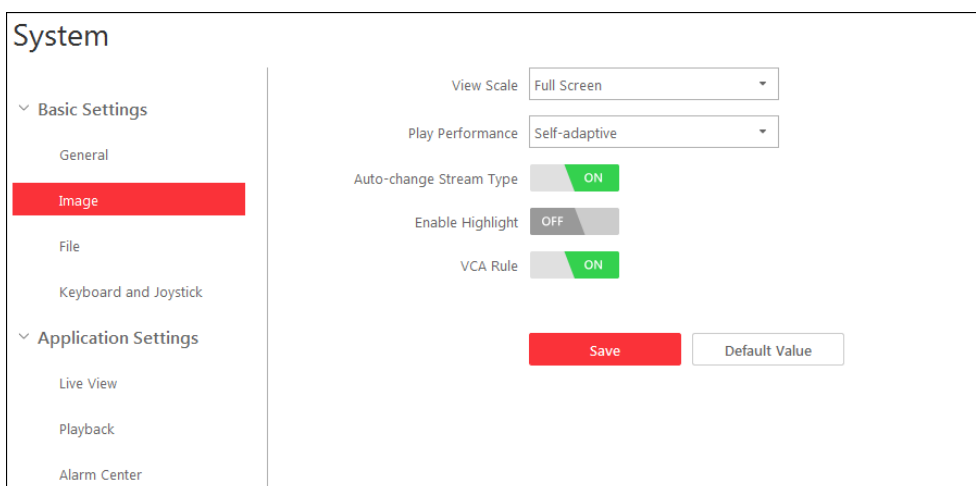 System
Basic Settings
General
Image
File
Keyboard and Joystick
Application Settings
Live View
Playback
Alarm Center
View Scale Full Screen
Play Performance Self-adaptive
Auto-change Stream Type ON
Enable Highlight OFF
VCA Rule ON
Save Default Value